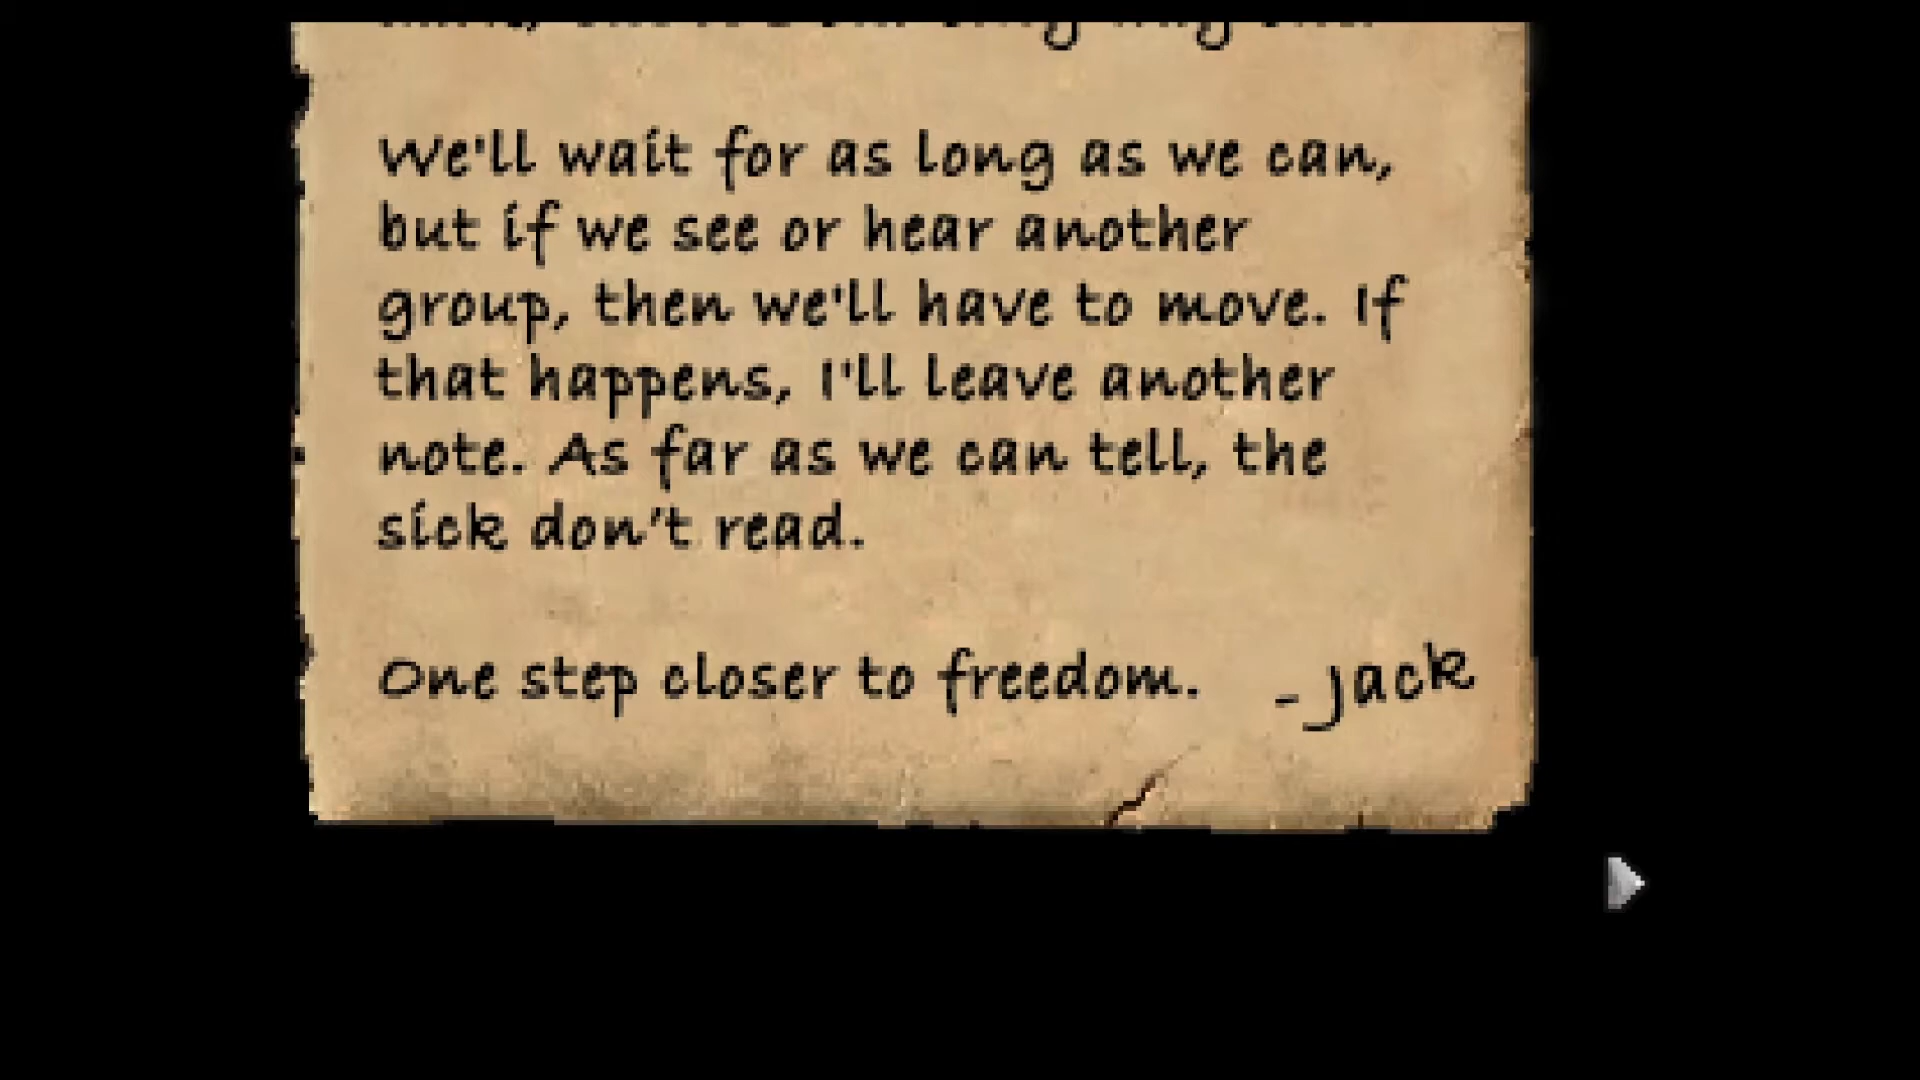 We'll wait for as long as we can,
but if we see or hear another
group, then we'll have to move. If
that happens, I'll leave another
note. As far as we can tell, the
sick don't read.
One step closer to freedom. - Jack